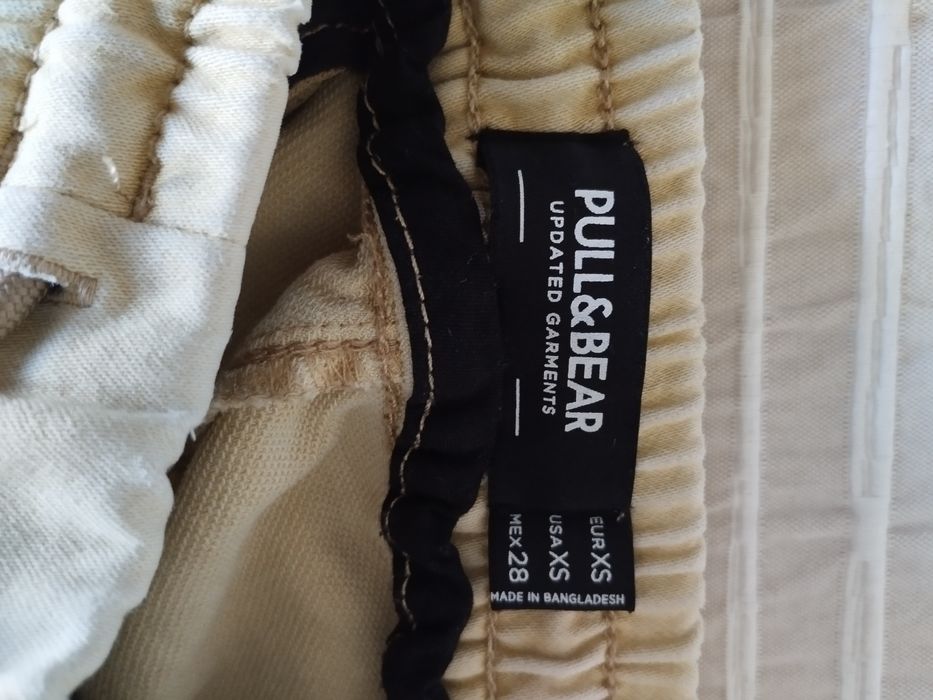 PULL&BEAR
UPDATED GARMENTS
EUR XS
USA XS
MEX 28
MADE IN BANGLADESH